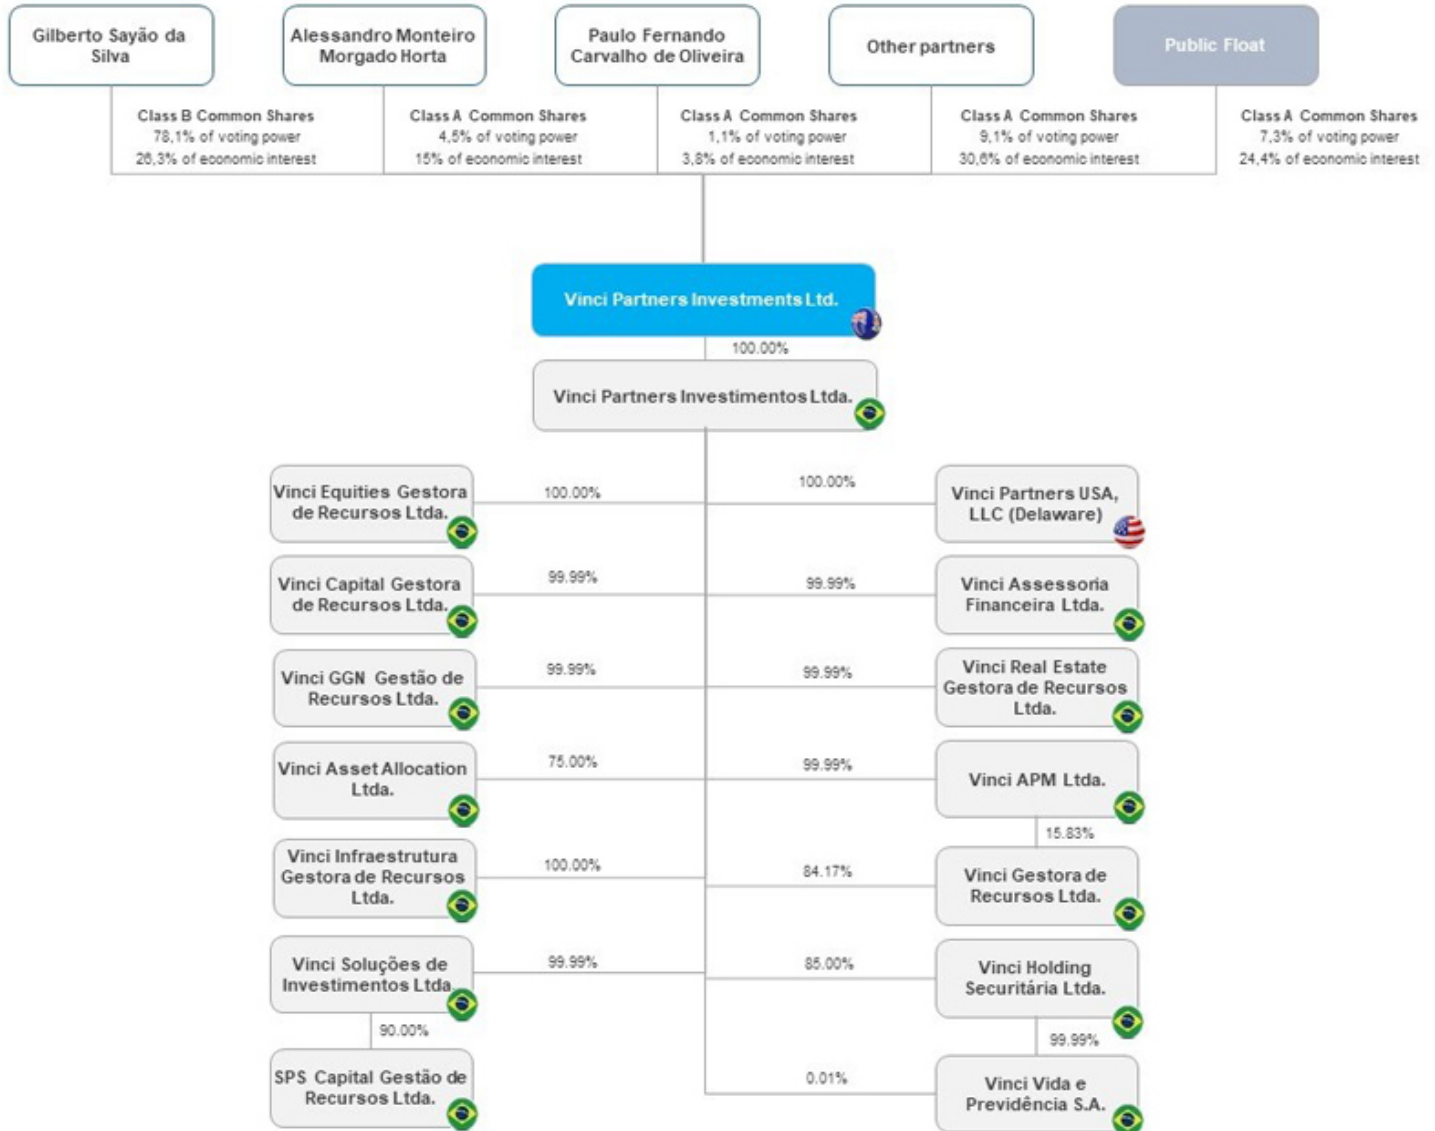 Gilberto Sayão da
Silva
Alessandro Monteiro
Morgado Horta
Paulo Fernando
Carvalho de Oliveira
Other partners
Public Float
Class B Common Shares
78,1% of voting power
26,3% of economic interest
Class A Common Shares
4,5% of voting power
15% of economic interest
Class A Common Shares
1,1% of voting power
3,8% of economic interest
Class A Common Shares
9,1% of voting power
30,6% of economic interest
Class A Common Shares
7,3% of voting power
24,4% of economic interest
Vinci Partners Investments Ltd.
100.00%
Vinci Partners Investimentos Ltda.
Vinci Equities Gestora
de Recursos Ltda.
100.00%
100.00%
Vinci Partners USA,
LLC (Delaware)
Vinci Capital Gestora
de Recursos Ltda.
99.99%
99.99%
Vinci Assessoria
Financeira Ltda.
Vinci GGN Gestão de
Recursos Ltda.
99.99%
99.99%
Vinci Real Estate
Gestora de Recursos
Ltda.
Vinci Asset Allocation
Ltda.
75.00%
99.99%
Vinci APM Ltda.
15.83%
Vinci Infraestrutura
Gestora de Recursos
Ltda.
100.00%
84.17%
Vinci Gestora de
Recursos Ltda.
Vinci Soluções de
Investimentos Ltda.
99.99%
85.00%
Vinci Holding
Securitária Ltda.
90.00%
99.99%
SPS Capital Gestão de
Recursos Ltda.
0.01%
Vinci Vida e
Previdência S.A.